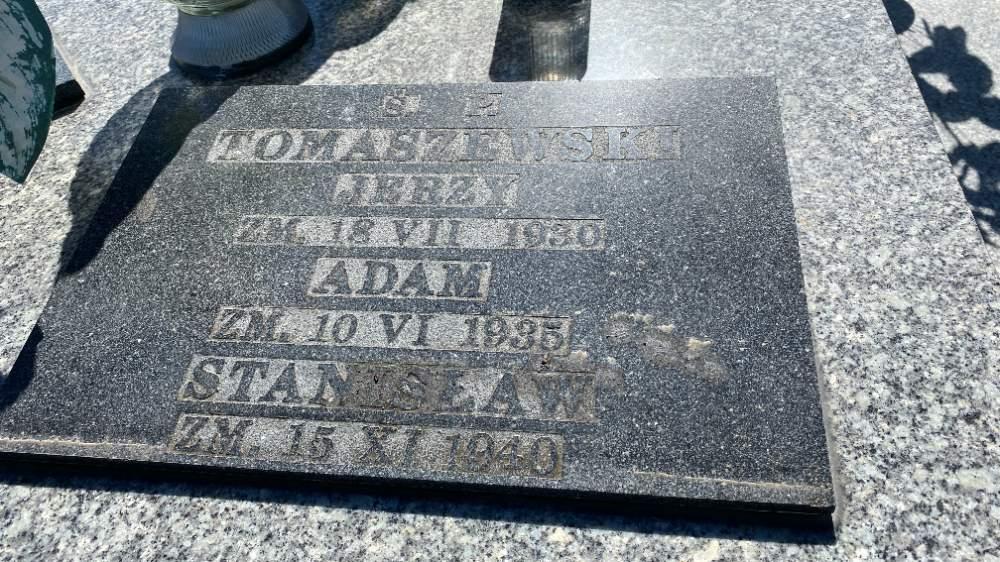 Ś P
TOMASZEWSKI
JERZY
ZM. 18 VII 1930
ADAM
ZM. 10 VI 1935
STANISŁAW
ZM. 15 XI 1940